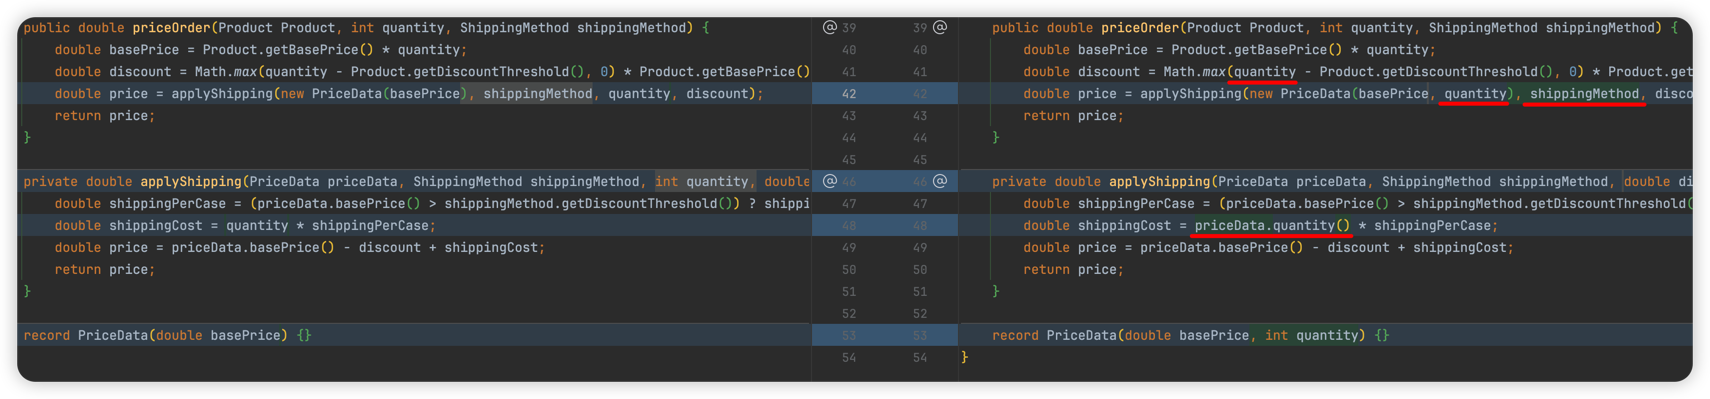 public double priceOrder(Product Product, int quantity, ShippingMethod shippingMethod) {
double basePrice = Product.getBasePrice() * quantity;
double discount = Math.max(quantity - Product.getDiscountThreshold(), 0) * Product.getBasePrice()
double price = applyShipping(new PriceData(basePrice), shippingMethod, quantity, discount);
return price;
}
private double applyShipping(PriceData priceData, ShippingMethod shippingMethod, int quantity, double
double shippingPerCase = (priceData.basePrice() > shippingMethod.getDiscountThreshold()) ? shippi
double shippingCost = quantity * shippingPerCase;
double price = priceData.basePrice() - discount + shippingCost;
return price;
}
record PriceData(double basePrice) {}
@ 39 39 @
40 40
41 41
42 42
43 43
44 44
45 45
@ 46 46 @
47 47
48 48
49 49
50 50
51 51
52 52
53 53
54 54
public double priceOrder(Product Product, int quantity, ShippingMethod shippingMethod) {
double basePrice = Product.getBasePrice() * quantity;
double discount = Math.max(quantity - Product.getDiscountThreshold(), 0) * Product.get
double price = applyShipping(new PriceData(basePrice, quantity), shippingMethod, disco
return price;
}
private double applyShipping(PriceData priceData, ShippingMethod shippingMethod, double di
double shippingPerCase = (priceData.basePrice() > shippingMethod.getDiscountThreshold(
double shippingCost = priceData.quantity() * shippingPerCase;
double price = priceData.basePrice() - discount + shippingCost;
return price;
}
record PriceData(double basePrice, int quantity) {}
}